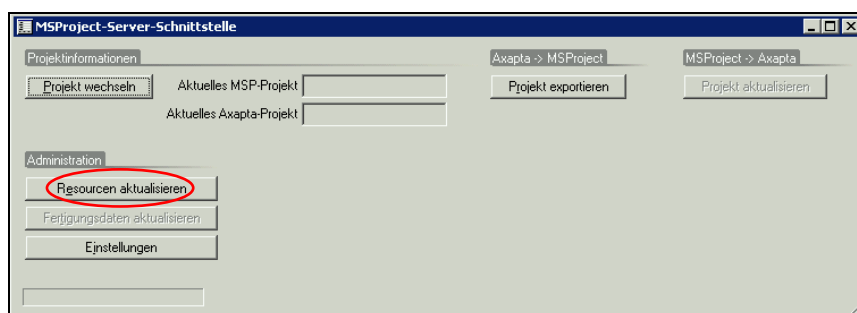 MSProject-Server-Schnittstelle
Projektinformationen
Axapta -> MSProject
MSProject -> Axapta
Projekt wechseln
Aktuelles MSP-Projekt
Projekt exportieren
Projekt aktualisieren
Aktuelles Axapta-Projekt
Administration
Resourcen aktualisieren
Fertigungsdaten aktualisieren
Einstellungen